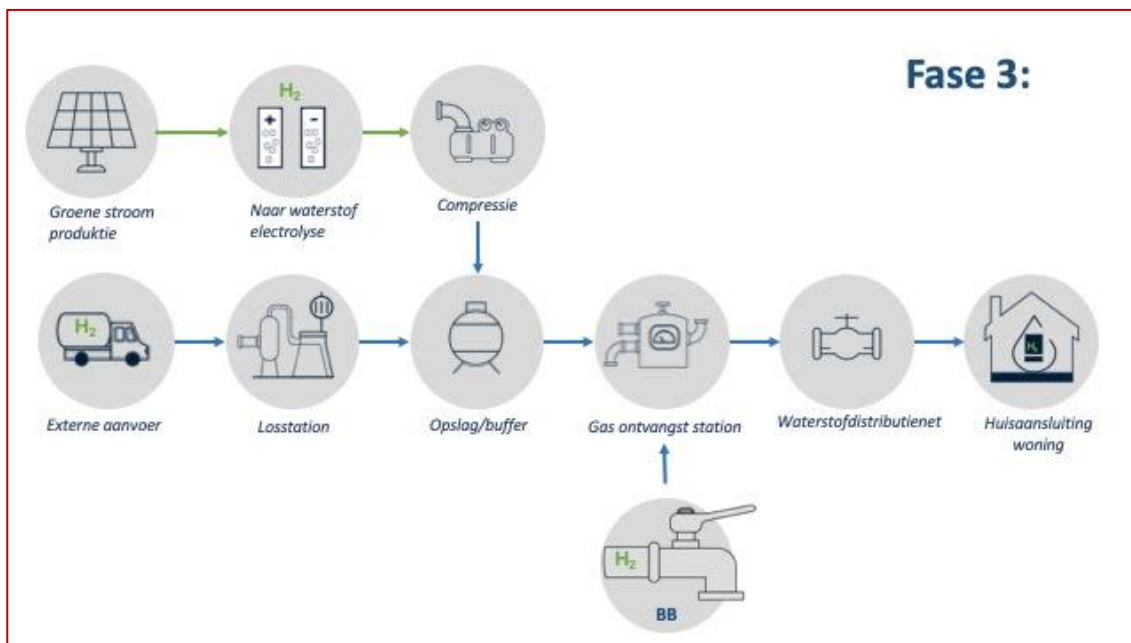 Fase 3:
H₂
+ -
Groene stroom
produktie
Naar waterstof
electrolyse
Compressie
H₂
H₂
Externe aanvoer
Losstation
Opslag/buffer
Gas ontvangst station
Waterstofdistributienet
Huisaansluiting
woning
H₂
BB